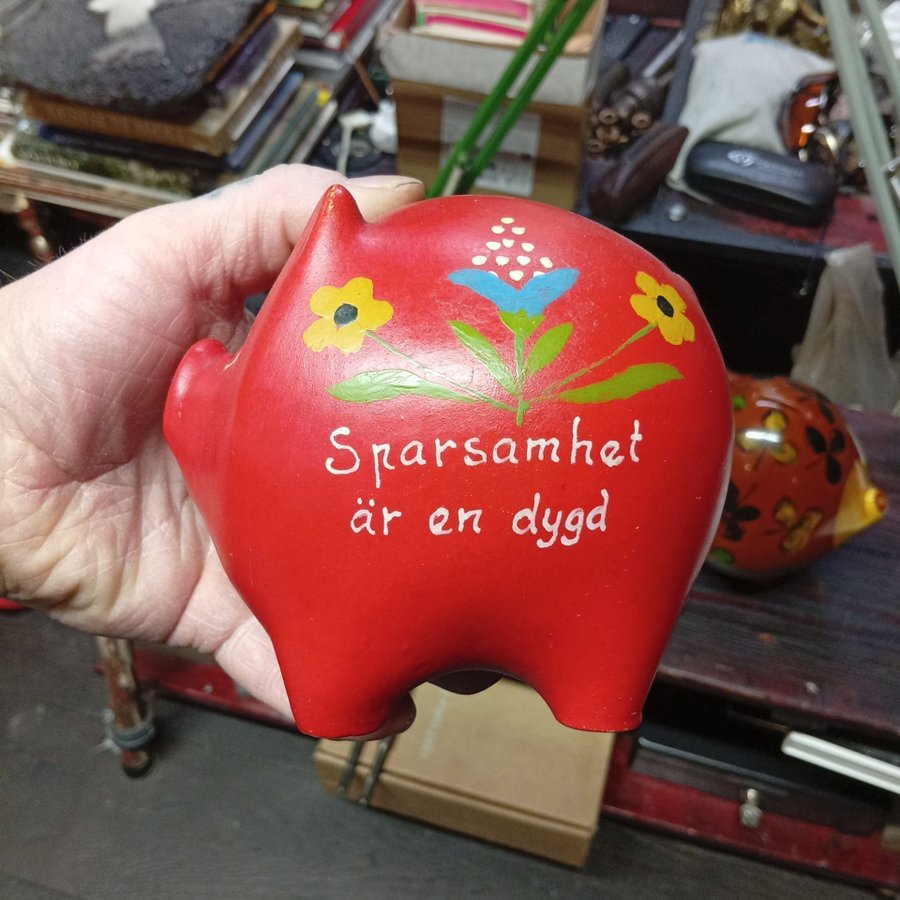 Sparsamhet
är en dygd